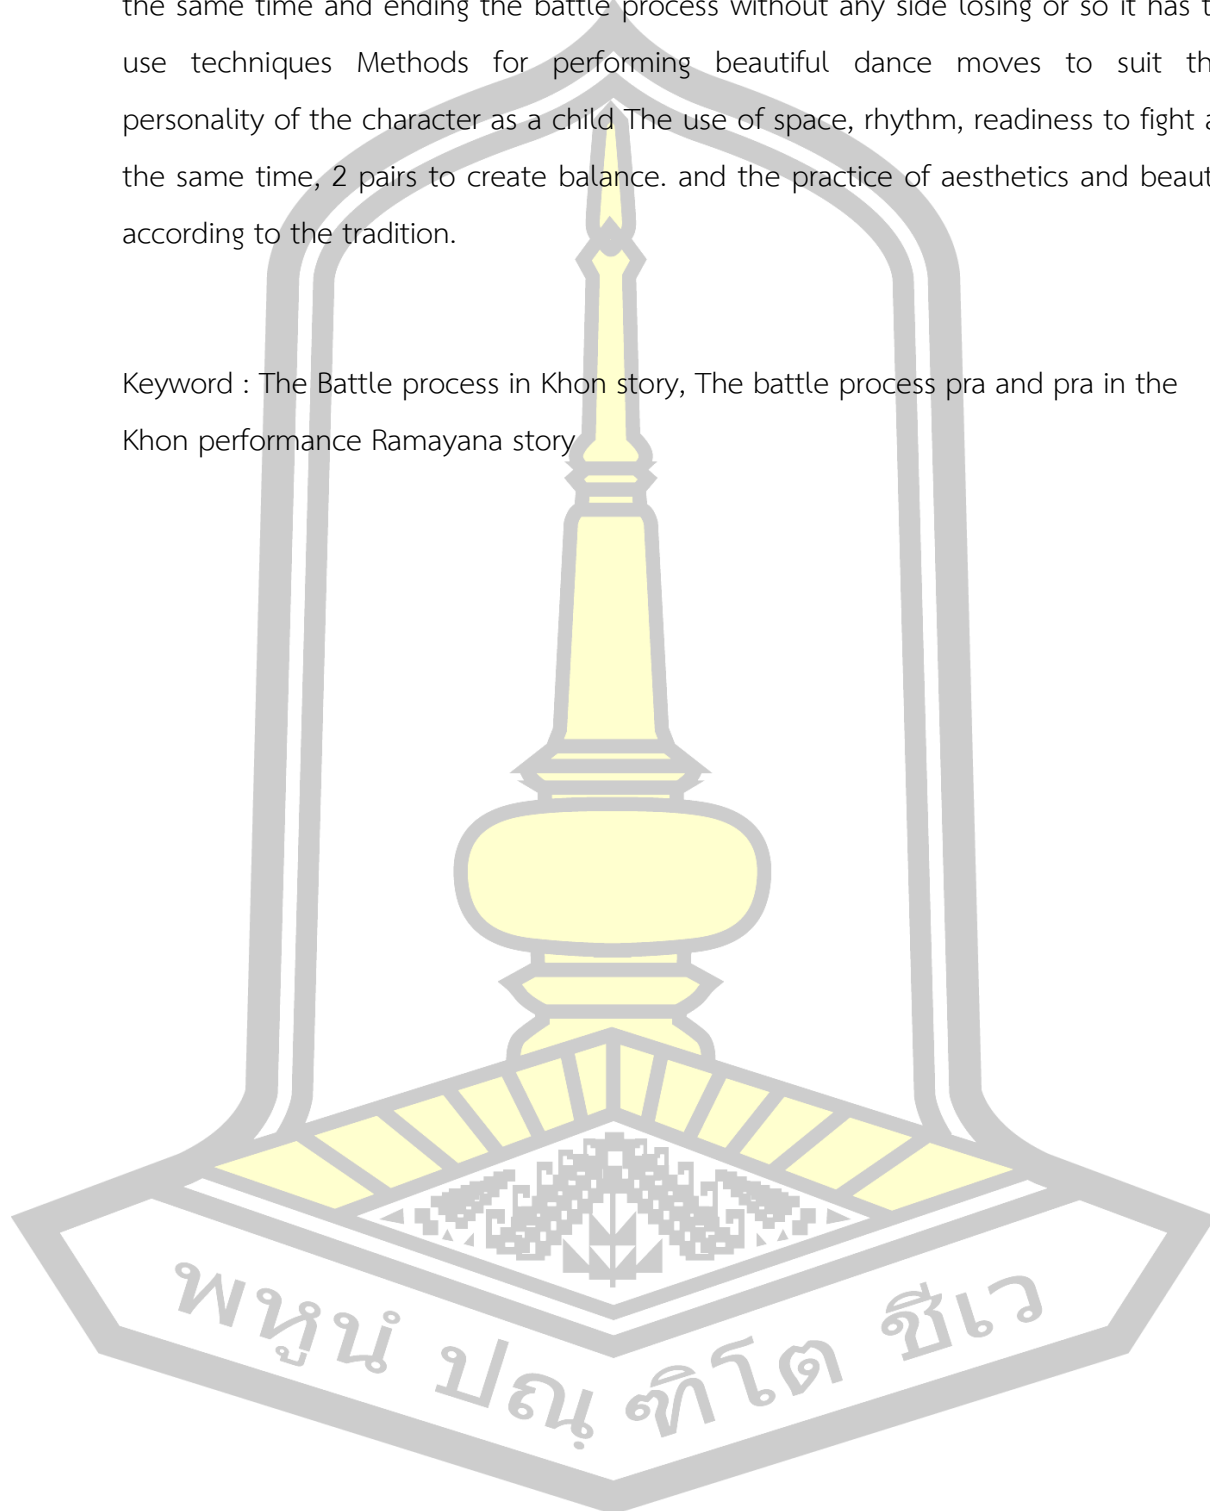 the same time and ending the battle process without any side losing or so it has t
use techniques Methods for performing beautiful dance moves to suit th
personality of the character as a child The use of space, rhythm, readiness to fight a
the same time, 2 pairs to create balance. and the practice of aesthetics and beaut
according to the tradition.
Keyword : The Battle process in Khon story, The battle process pra and pra in the
Khon performance Ramayana story
พหูนํ ปณฺ ฑิโต ชีเว